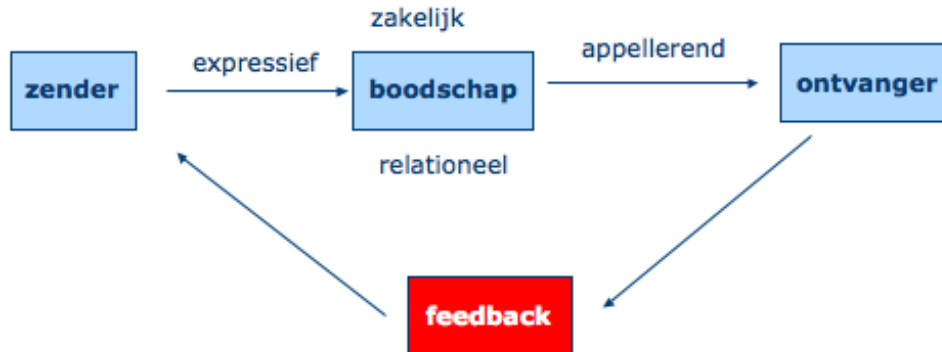 zakelijk
expressief
appellerend
zender
boodschap
ontvanger
relationeel
feedback